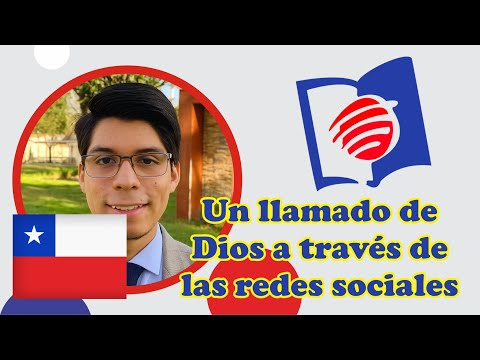 Un llamado de
Dios a través de
las redes sociales